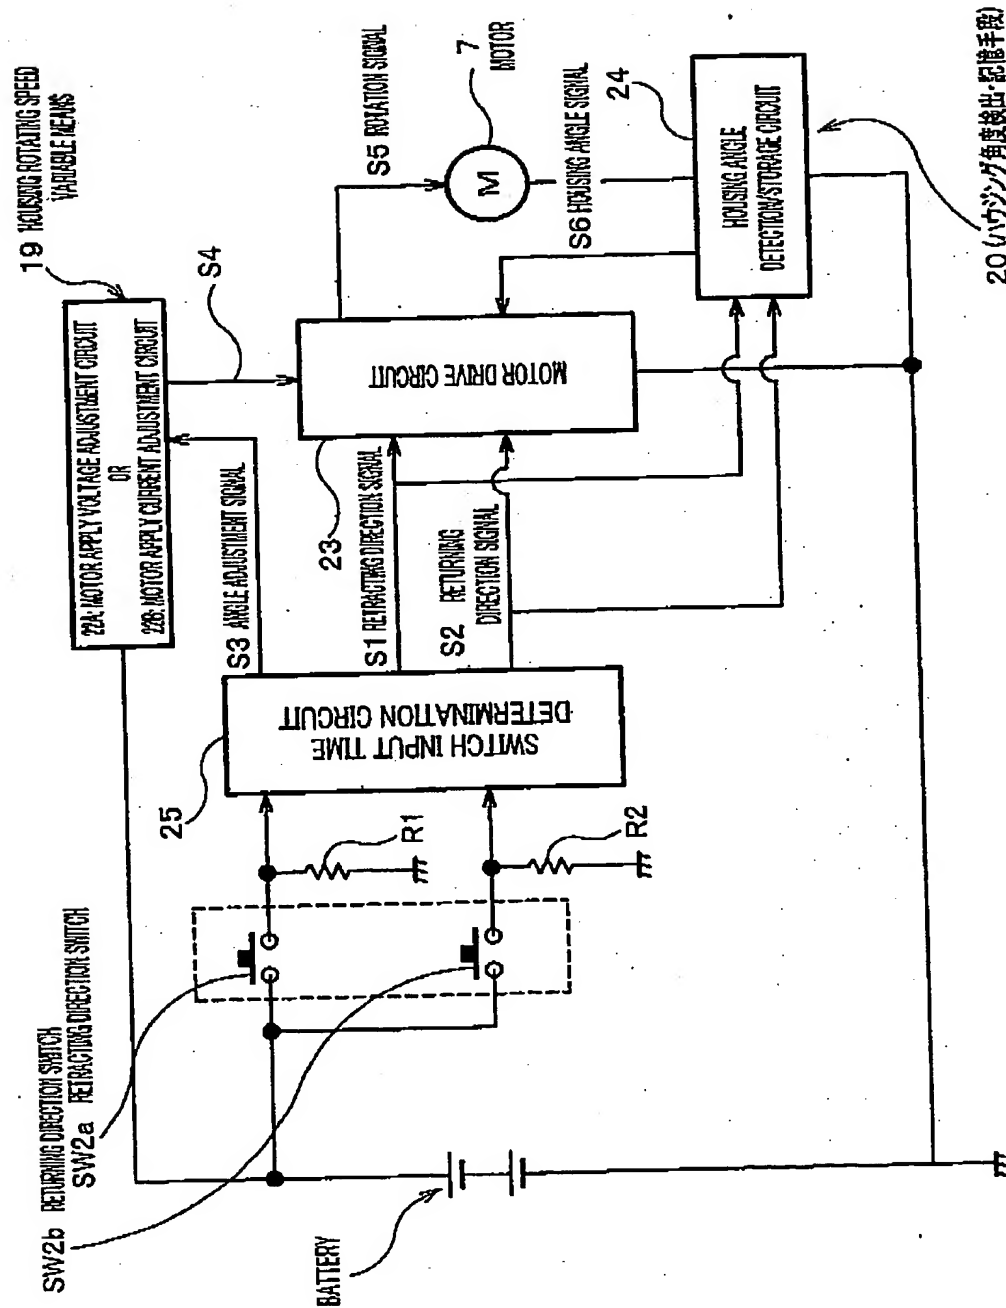 SW2b RETURNING DIRECTION SWITCH
SW2a RETRACTING DIRECTION SWITCH
BATTERY
19 HOUSING ROTATING SPEED
VARIABLE MEANS
22A: MOTOR APPLY VOLTAGE ADJUSTMENT CIRCUIT
OR
22B: MOTOR APPLY CURRENT ADJUSTMENT CIRCUIT
S4
S3 ANGLE ADJUSTMENT SIGNAL
25
SWITCH INPUT TIME
DETERMINATION CIRCUIT
R1
R2
S1 RETRACTING DIRECTION SIGNAL
S2 RETURNING
DIRECTION SIGNAL
23
MOTOR DRIVE CIRCUIT
S5 ROTATION SIGNAL
7
MOTOR
M
S6 HOUSING ANGLE SIGNAL
24
HOUSING ANGLE
DETECTION/STORAGE CIRCUIT
20 (ハウジング角度検出・記憶手段)